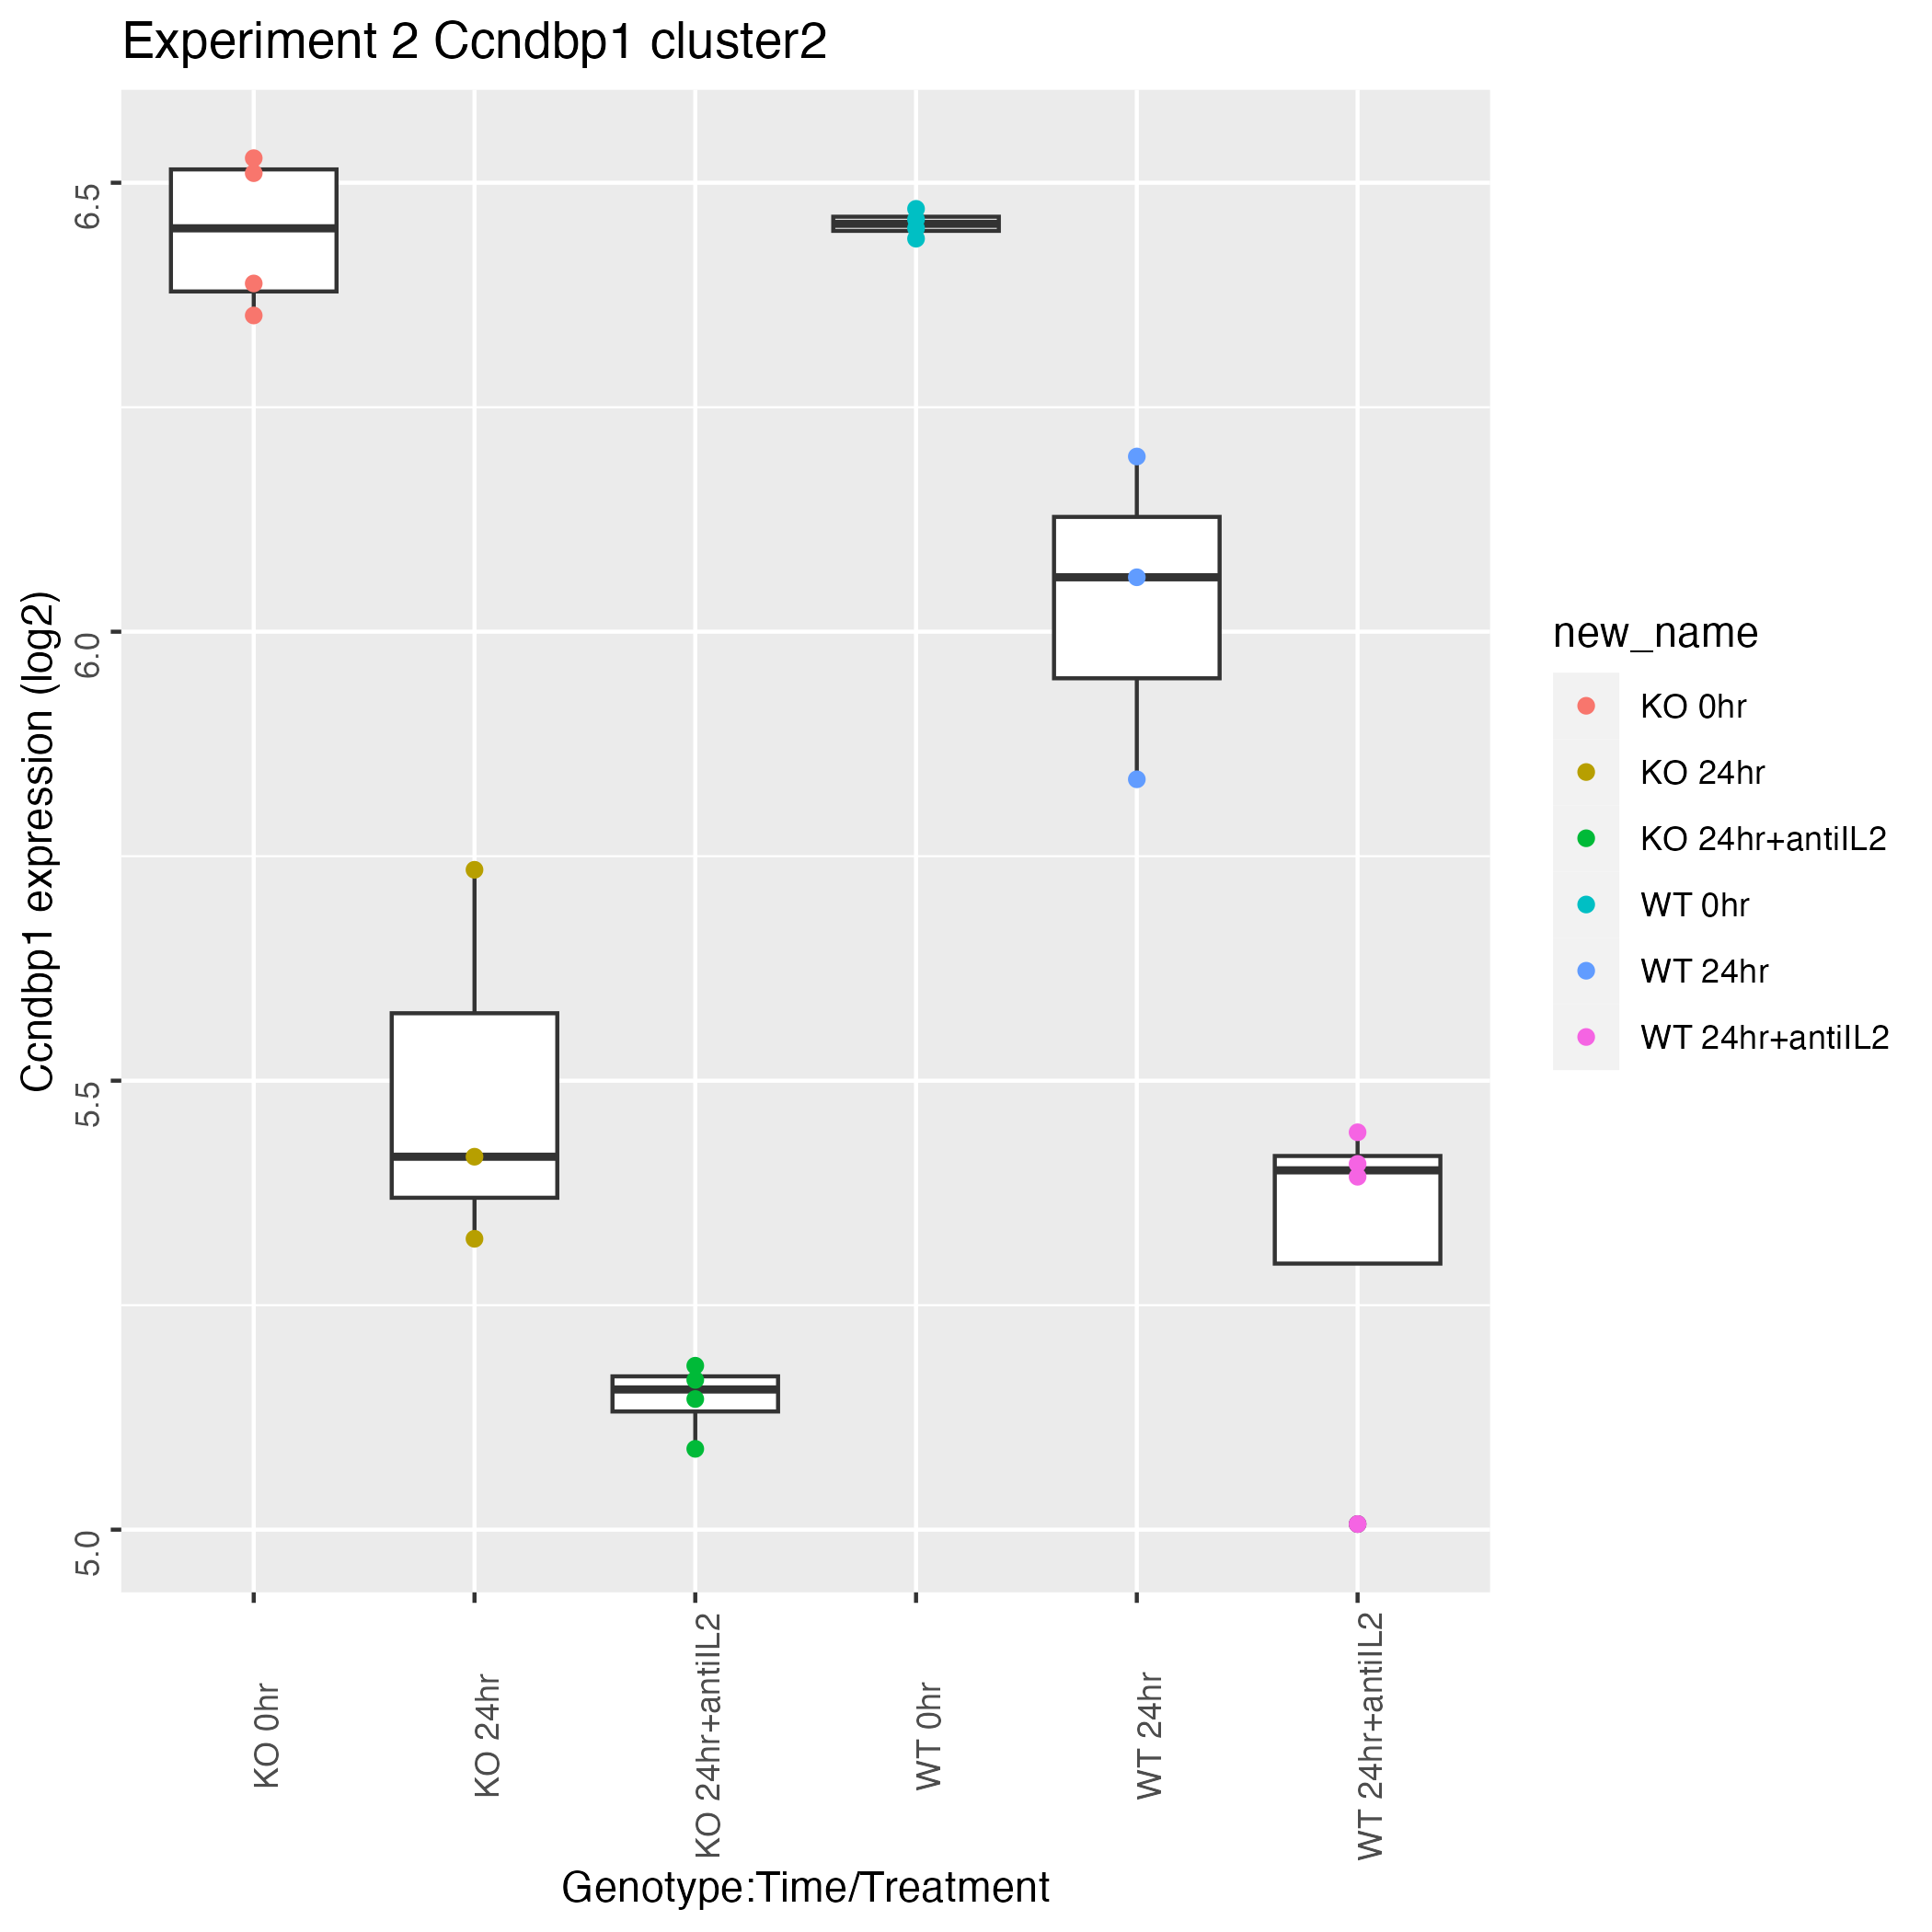 Experiment 2 Ccndbp1 cluster2
Ccndbp1 expression (log2)
6.5
6.0
5.5
5.0
KO 0hr
KO 24hr
KO 24hr+antiIL2
WT 0hr
WT 24hr
WT 24hr+antiIL2
Genotype:Time/Treatment
new_name
KO 0hr
KO 24hr
KO 24hr+antiIL2
WT 0hr
WT 24hr
WT 24hr+antiIL2